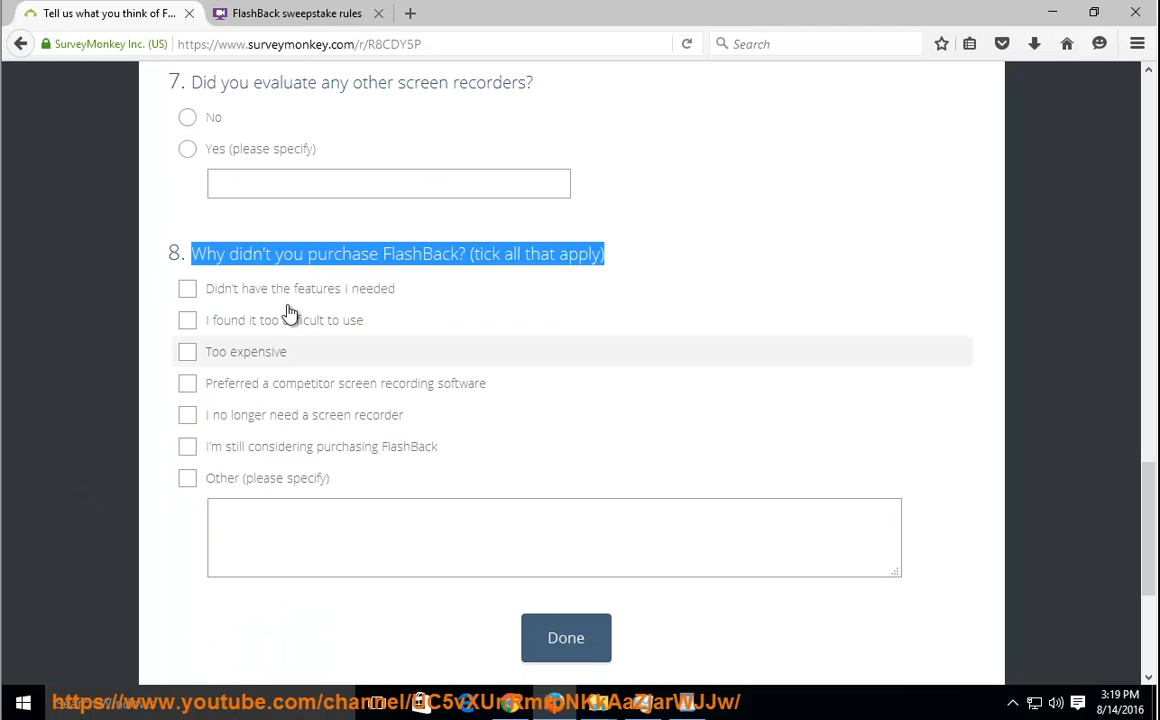 Tell us what you think of F...
FlashBack sweepstake rules
SurveyMonkey Inc. (US)
https://www.surveymonkey.com/r/R8CDY5P
Search
7. Did you evaluate any other screen recorders?
No
Yes (please specify)
8. Why didn't you purchase FlashBack? (tick all that apply)
Didn't have the features I needed
I found it too difficult to use
Too expensive
Preferred a competitor screen recording software
I no longer need a screen recorder
I'm still considering purchasing FlashBack
Other (please specify)
Done
3:19 PM
8/14/2016